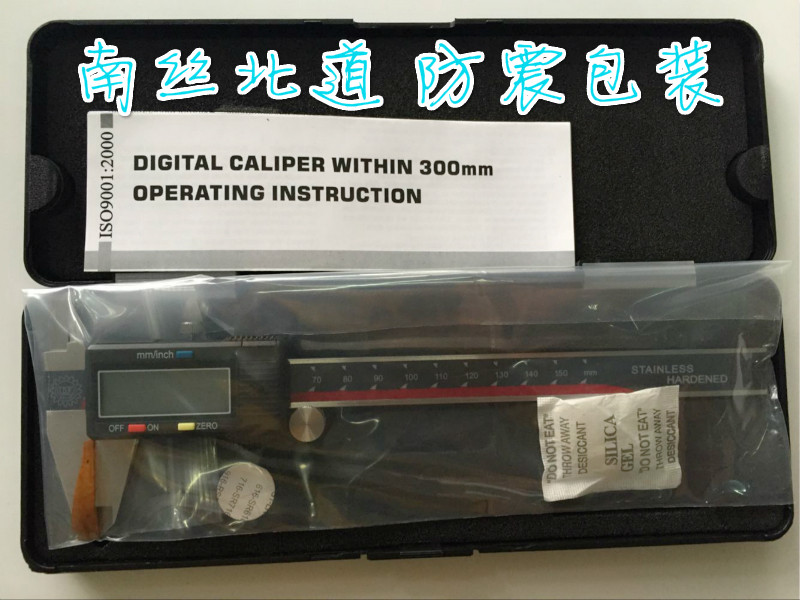 南丝北道 防震包装
ISO9001:2000
DIGITAL CALIPER WITHIN 300mm
OPERATING INSTRUCTION
mm/inch
OFF ON ZERO
70 80 90 100 110 120 130 140 150 mm
STAINLESS
HARDENED
"DO NOT EAT"
THROW AWAY
DESICCANT
SILICA
GEL
"DO NOT EAT"
THROW AWAY
DESICCANT